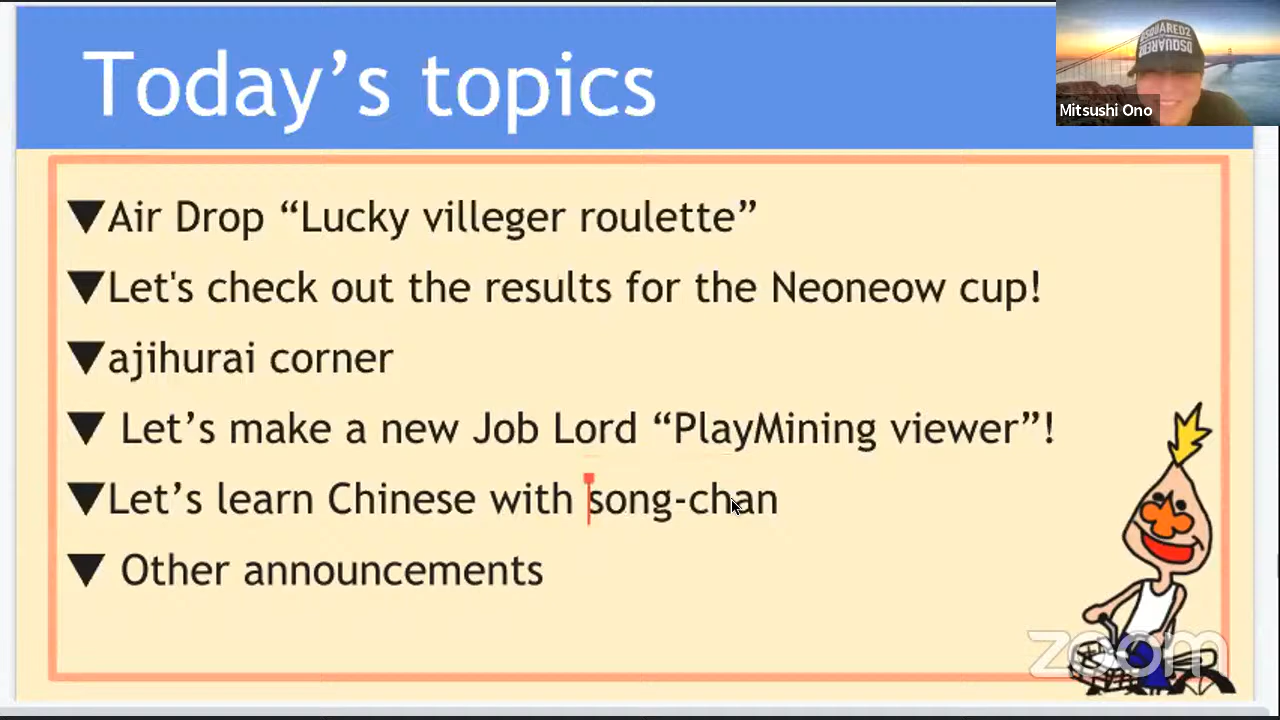 Today’s topics
DSQUARED2
Mitsushi Ono
▼Air Drop “Lucky villeger roulette”
▼Let's check out the results for the Neoneow cup!
▼ajihurai corner
▼ Let’s make a new Job Lord “PlayMining viewer”!
▼Let’s learn Chinese with song-chan
▼ Other announcements
zoom